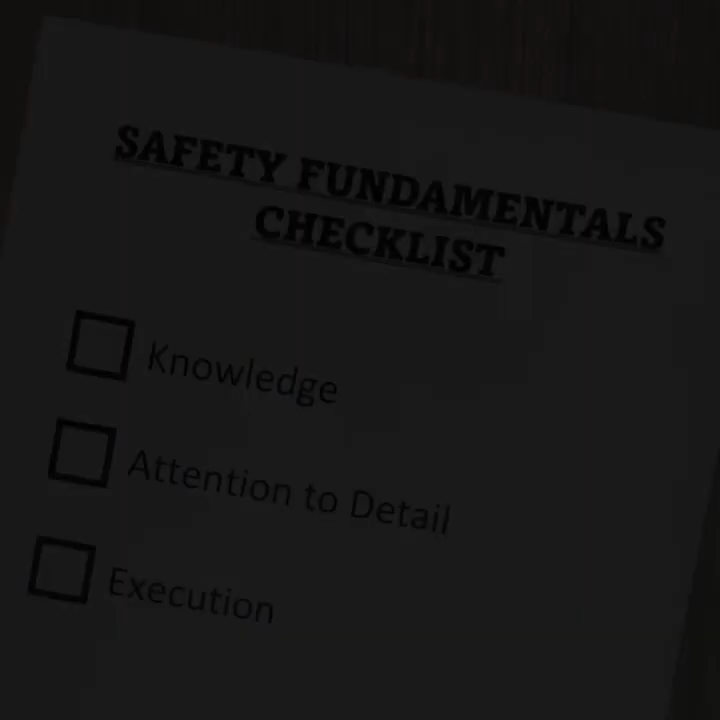 SAFETY FUNDAMENTALS
CHECKLIST
Knowledge
Attention to Detail
Execution